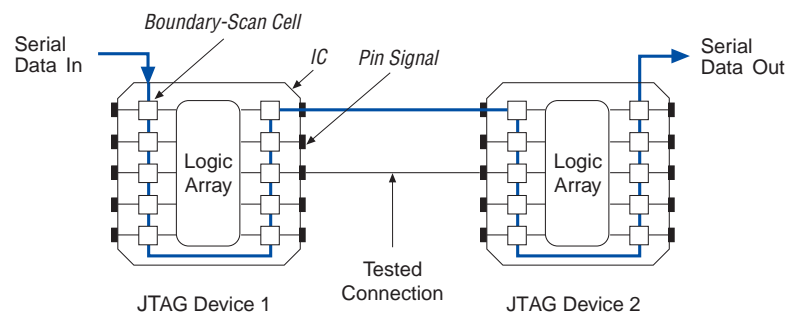 Boundary-Scan Cell
Serial
Data In
IC
Pin Signal
Serial
Data Out
Logic
Array
Logic
Array
Tested
Connection
JTAG Device 1
JTAG Device 2